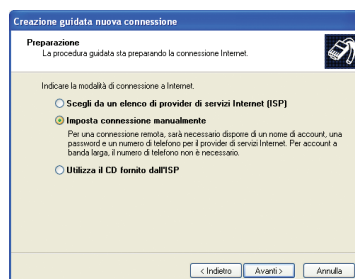 Creazione guidata nuova connessione
Preparazione
La procedura guidata sta preparando la connessione Internet.
Indicare la modalità di connessione a Internet.
Scegli da un elenco di provider di servizi Internet (ISP)
Imposta connessione manualmente
Per una connessione remota, sarà necessario disporre di un nome di account, una
password e un numero di telefono per il provider di servizi Internet. Per account a
banda larga, il numero di telefono non è necessario.
Utilizza il CD fornito dall'ISP
< Indietro Avanti > Annulla